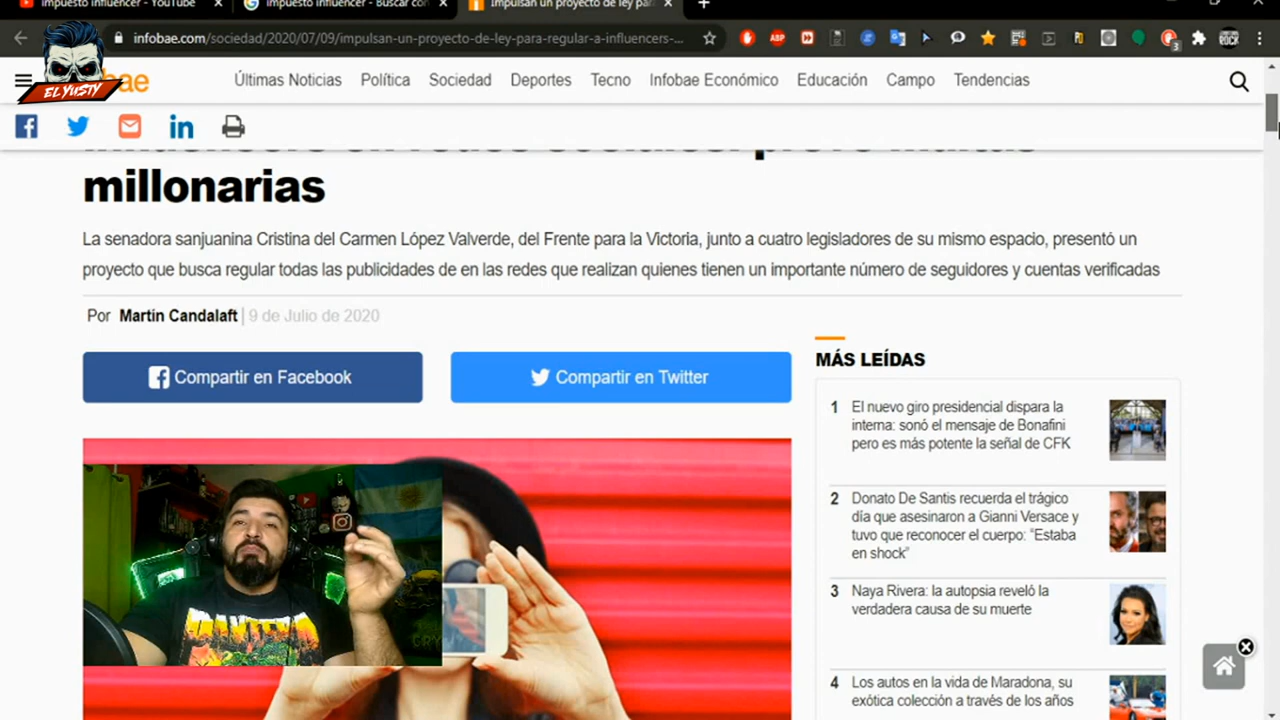 impuesto influencer - YouTube
impuesto influencer - Buscar con
Impulsan un proyecto de ley para
infobae.com/sociedad/2020/07/09/impulsan-un-proyecto-de-ley-para-regular-a-influencers-...
ABP
3
EL YUSTY
bae
Últimas Noticias
Política
Sociedad
Deportes
Tecno
Infobae Económico
Educación
Campo
Tendencias
millonarias
La senadora sanjuanina Cristina del Carmen López Valverde, del Frente para la Victoria, junto a cuatro legisladores de su mismo espacio, presentó un
proyecto que busca regular todas las publicidades de en las redes que realizan quienes tienen un importante número de seguidores y cuentas verificadas
Por Martin Candalaft | 9 de Julio de 2020
Compartir en Facebook
Compartir en Twitter
MÁS LEÍDAS
1 El nuevo giro presidencial dispara la
interna: sonó el mensaje de Bonafini
pero es más potente la señal de CFK
2 Donato De Santis recuerda el trágico
día que asesinaron a Gianni Versace y
tuvo que reconocer el cuerpo: “Estaba
en shock”
3 Naya Rivera: la autopsia reveló la
verdadera causa de su muerte
4 Los autos en la vida de Maradona, su
exótica colección a través de los años
PANTERA